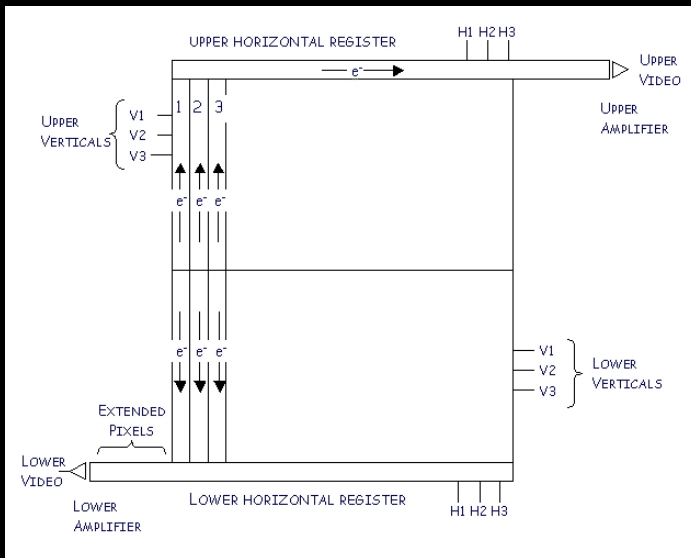 UPPER HORIZONTAL REGISTER
H1 H2 H3
e⁻
UPPER
VIDEO
UPPER
AMPLIFIER
UPPER
VERTICALS
V1
V2
V3
1 2 3
e⁻ e⁻ e⁻
e⁻ e⁻ e⁻
V1
V2
V3
LOWER
VERTICALS
EXTENDED
PIXELS
LOWER
VIDEO
LOWER
AMPLIFIER
LOWER HORIZONTAL REGISTER
H1 H2 H3